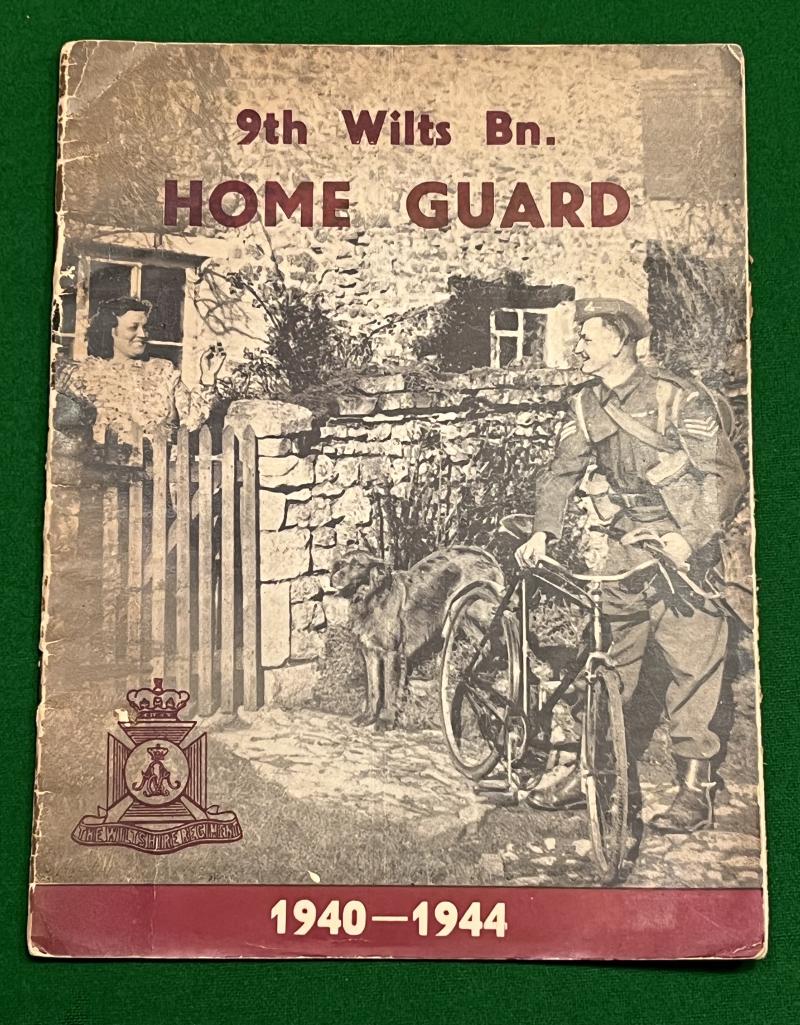 9th Wilts Bn.
HOME GUARD
THE WILTSHIRE REGIMENT
1940—1944